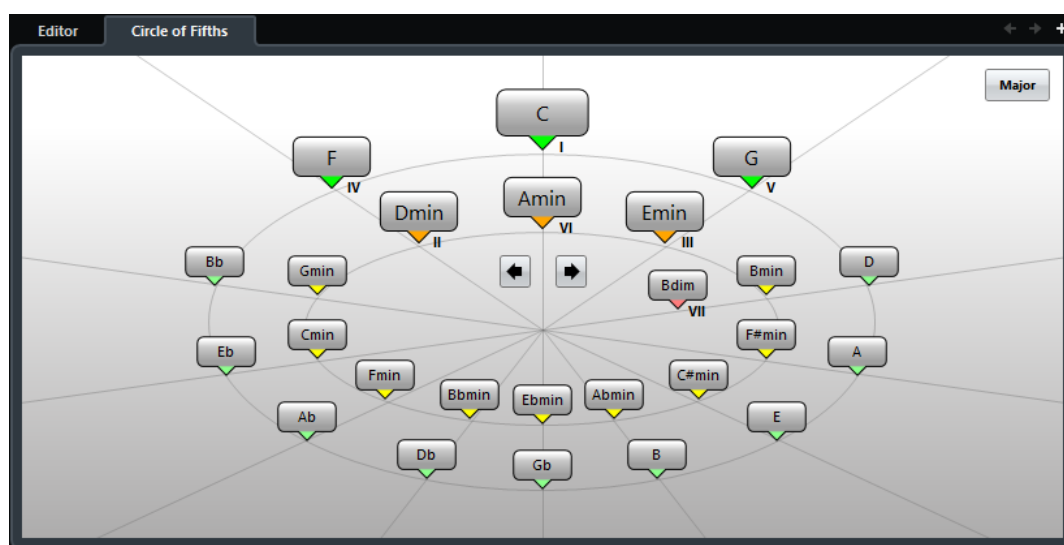 Editor
Circle of Fifths
Major
C
I
F
IV
G
V
Amin
VI
Dmin
II
Emin
III
Bb
Gmin
Bdim
VII
Bmin
D
Eb
Cmin
F#min
A
Fmin
C#min
Bbmin
Ebmin
Abmin
Ab
E
Db
Gb
B